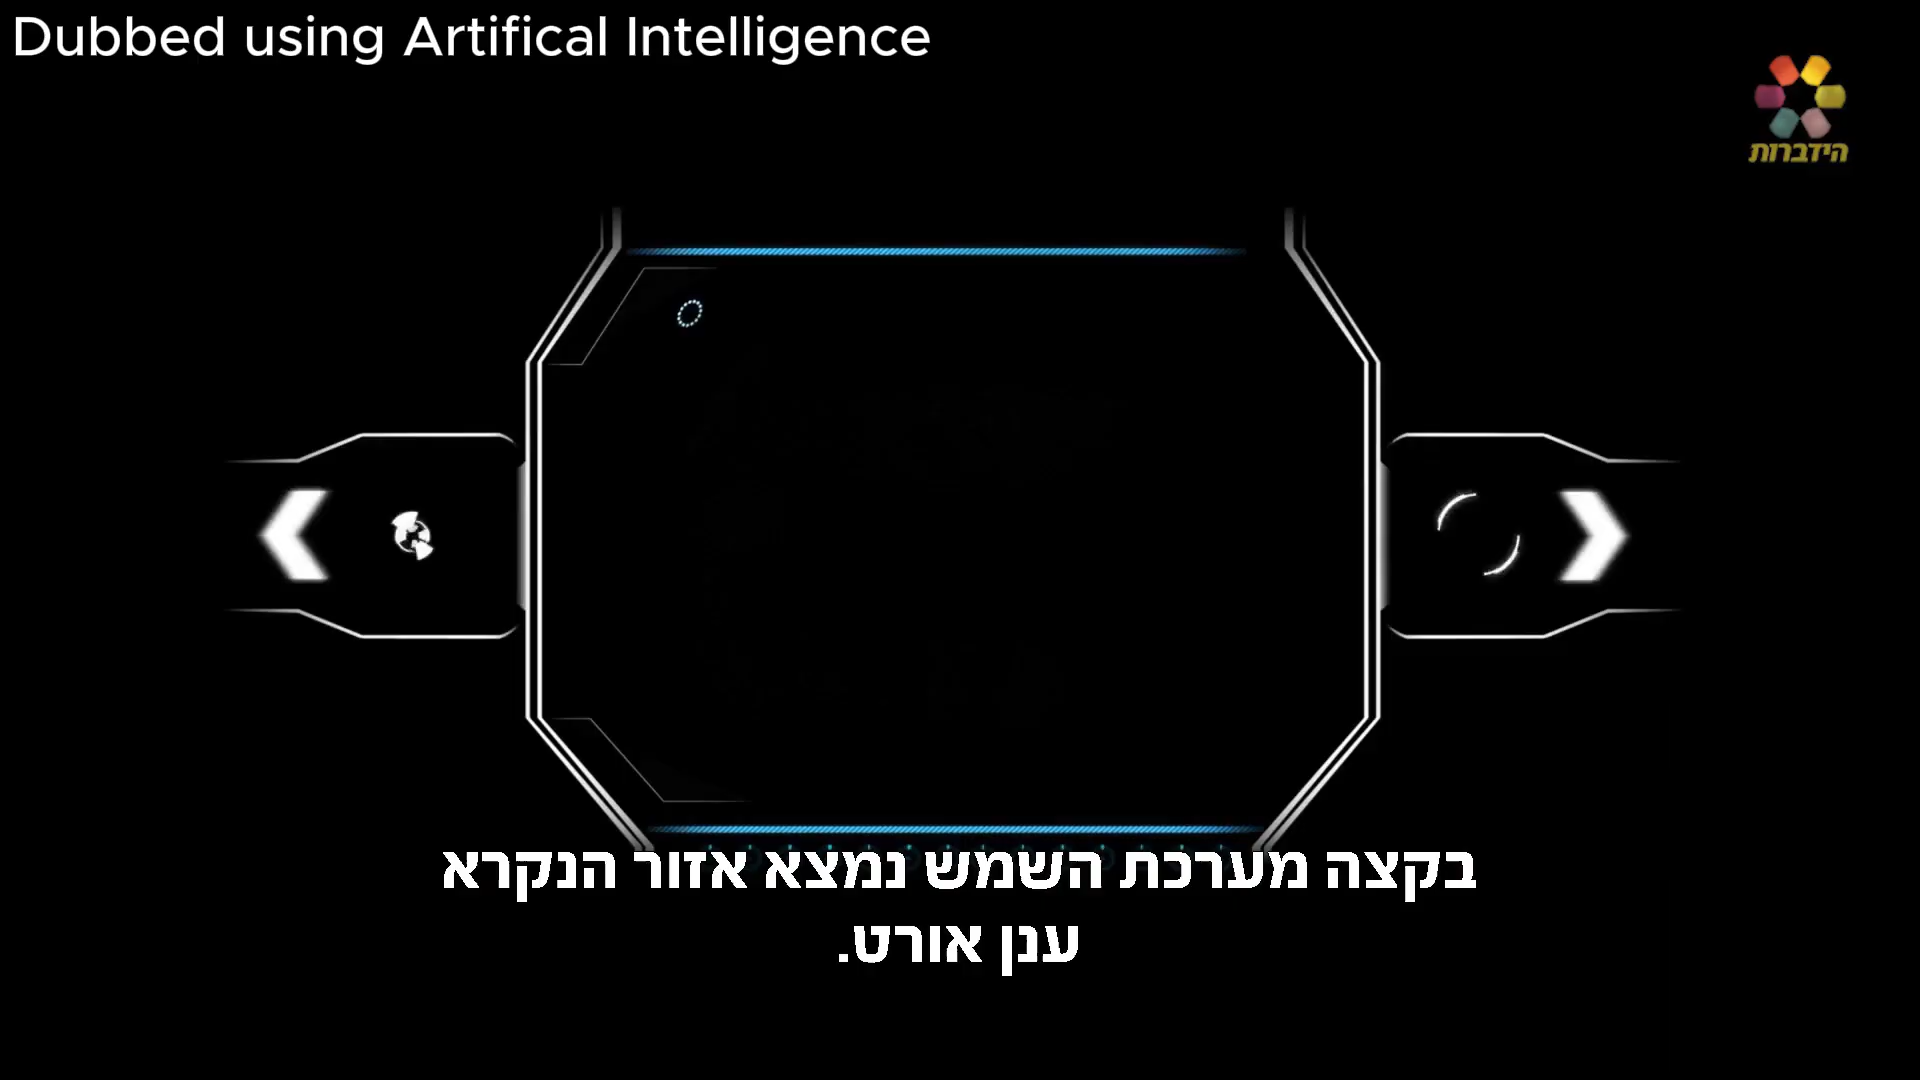 Dubbed using Artifical Intelligence
הידברות
בקצה מערכת השמש נמצא אזור הנקרא
ענן אורט.